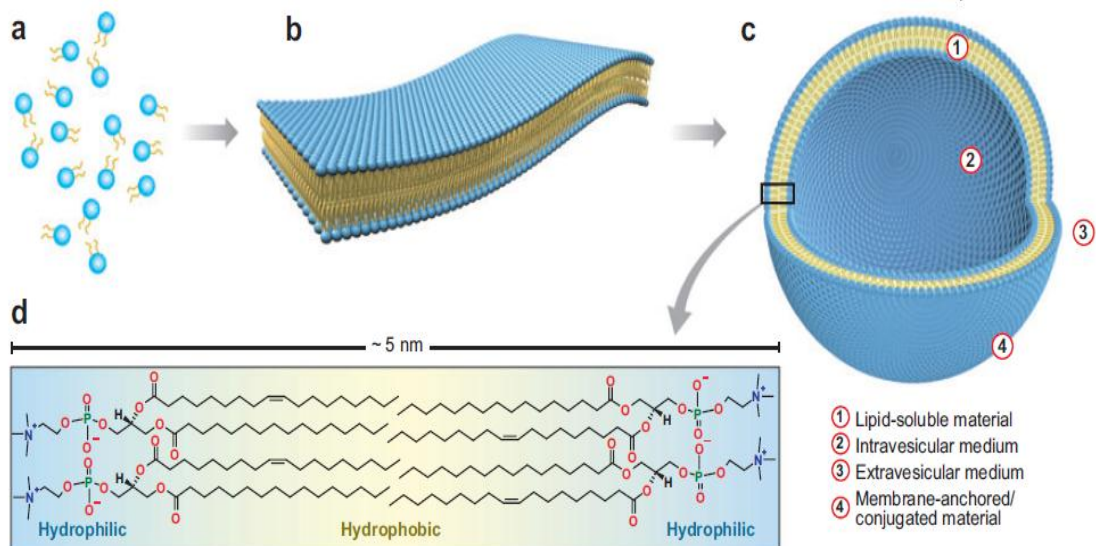 a
b
c
1
2
3
4
d
~ 5 nm
O
O
O
O
P
O
O
O
O
H
N+
O
O
O
O
P
O
O
O
O
H
N+
O
O
O
O
H
O
P
O
O
O
N+
O
O
O
O
H
O
P
O
O
O
N+
Hydrophilic
Hydrophobic
Hydrophilic
1 Lipid-soluble material
2 Intravesicular medium
3 Extravesicular medium
4 Membrane-anchored/
conjugated material